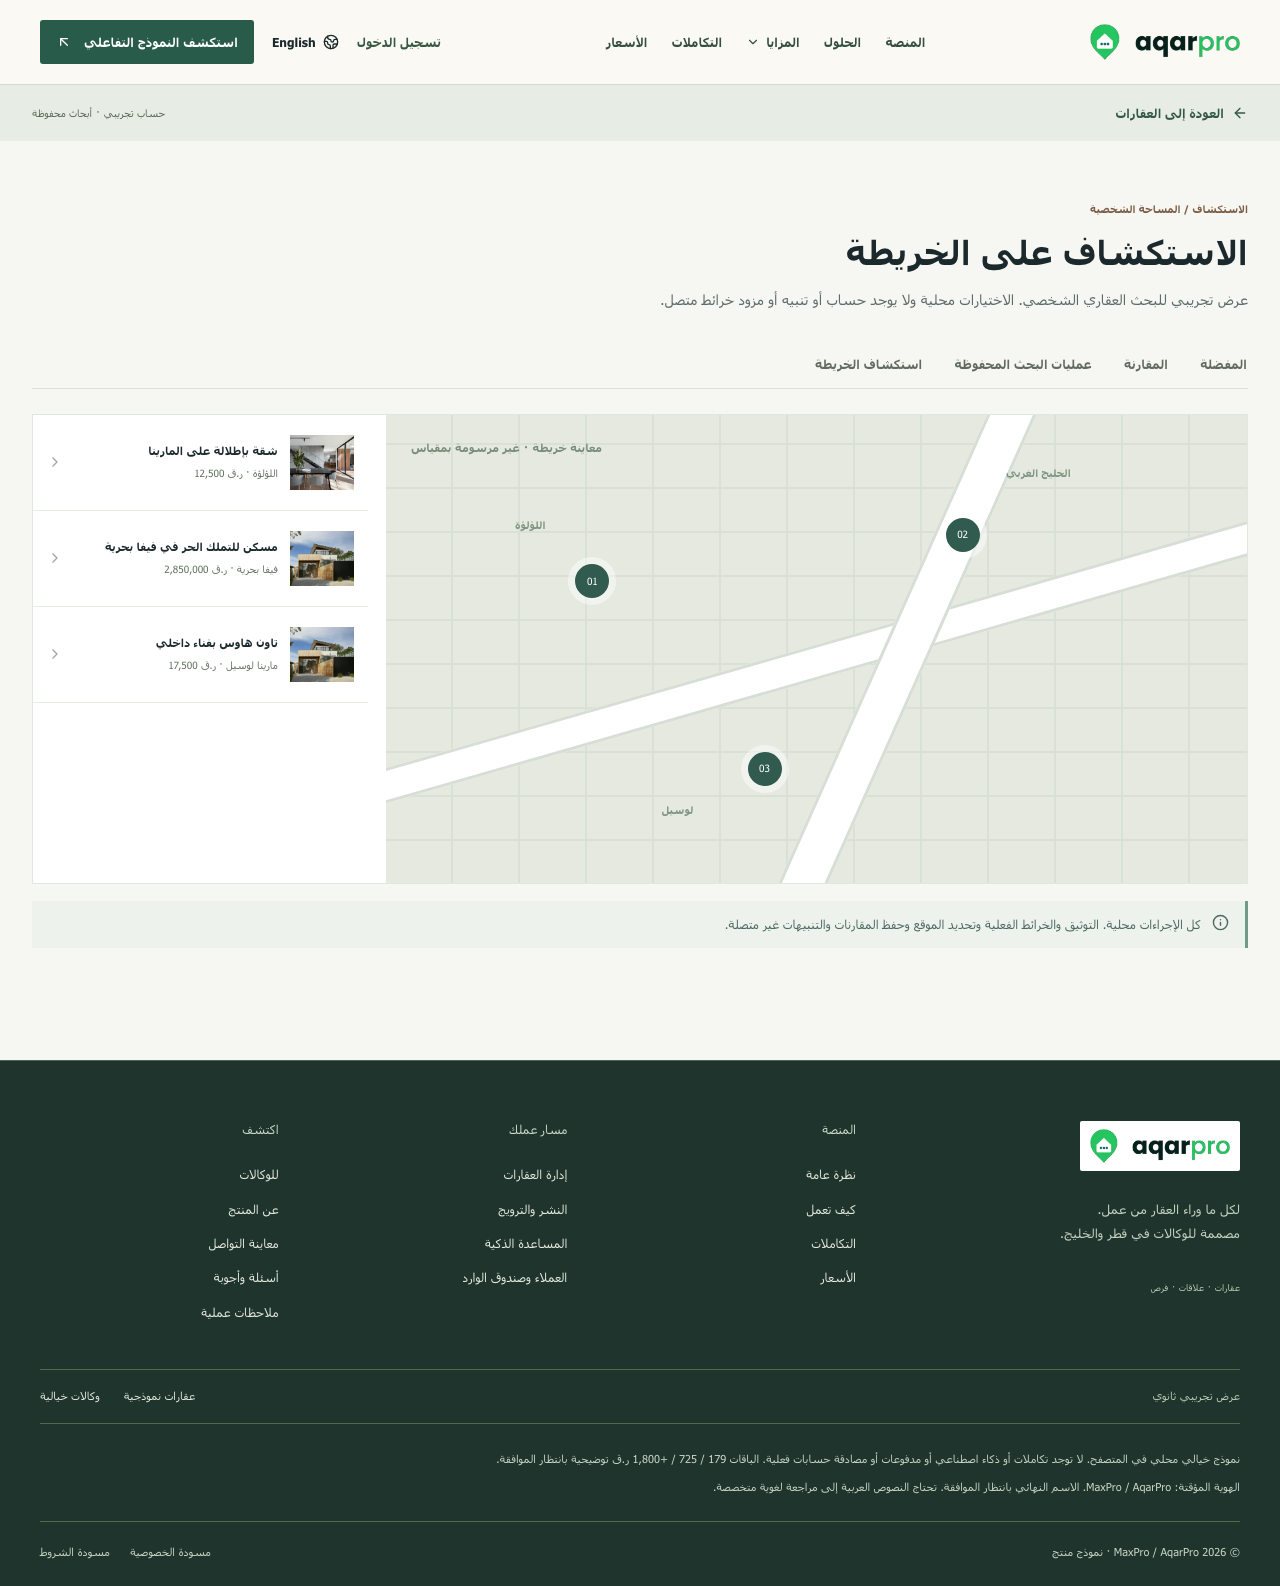 aqarpro
المنصة
الحلول
المزايا
التكاملات
الأسعار
تسجيل الدخول
English
استكشف النموذج التفاعلي
العودة إلى العقارات
حساب تجريبي · أبحاث محفوظة
الاستكشاف / المساحة الشخصية
الاستكشاف على الخريطة
عرض تجريبي للبحث العقاري الشخصي. الاختيارات محلية ولا يوجد حساب أو تنبيه أو مزود خرائط متصل.
المفضلة
المقارنة
عمليات البحث المحفوظة
استكشاف الخريطة
معاينة خريطة · غير مرسومة بمقياس
الخليج العربي
اللؤلؤة
01
02
03
لوسيل
شقة بإطلالة على المارينا
اللؤلؤة · ر.ق 12,500
مسكن للتملك الحر في فيفا بحرية
فيفا بحرية · ر.ق 2,850,000
تاون هاوس بفناء داخلي
مارينا لوسيل · ر.ق 17,500
كل الإجراءات محلية. التوثيق والخرائط الفعلية وتحديد الموقع وحفظ المقارنات والتنبيهات غير متصلة.
aqarpro
لكل ما وراء العقار من عمل.
مصممة للوكالات في قطر والخليج.
عقارات · علاقات · فرص
المنصة
نظرة عامة
كيف تعمل
التكاملات
الأسعار
مسار عملك
إدارة العقارات
النشر والترويج
المساعدة الذكية
العملاء وصندوق الوارد
اكتشف
للوكالات
عن المنتج
معاينة التواصل
أسئلة وأجوبة
ملاحظات عملية
عرض تجريبي ثانوي
عقارات نموذجية
وكالات خيالية
نموذج خيالي محلي في المتصفح. لا توجد تكاملات أو ذكاء اصطناعي أو مدفوعات أو مصادقة حسابات فعلية. الباقات 179 / 725 / +1,800 ر.ق توضيحية بانتظار الموافقة.
الهوية المؤقتة: MaxPro / AqarPro. الاسم النهائي بانتظار الموافقة. تحتاج النصوص العربية إلى مراجعة لغوية متخصصة.
© 2026 MaxPro / AqarPro · نموذج منتج
مسودة الخصوصية
مسودة الشروط